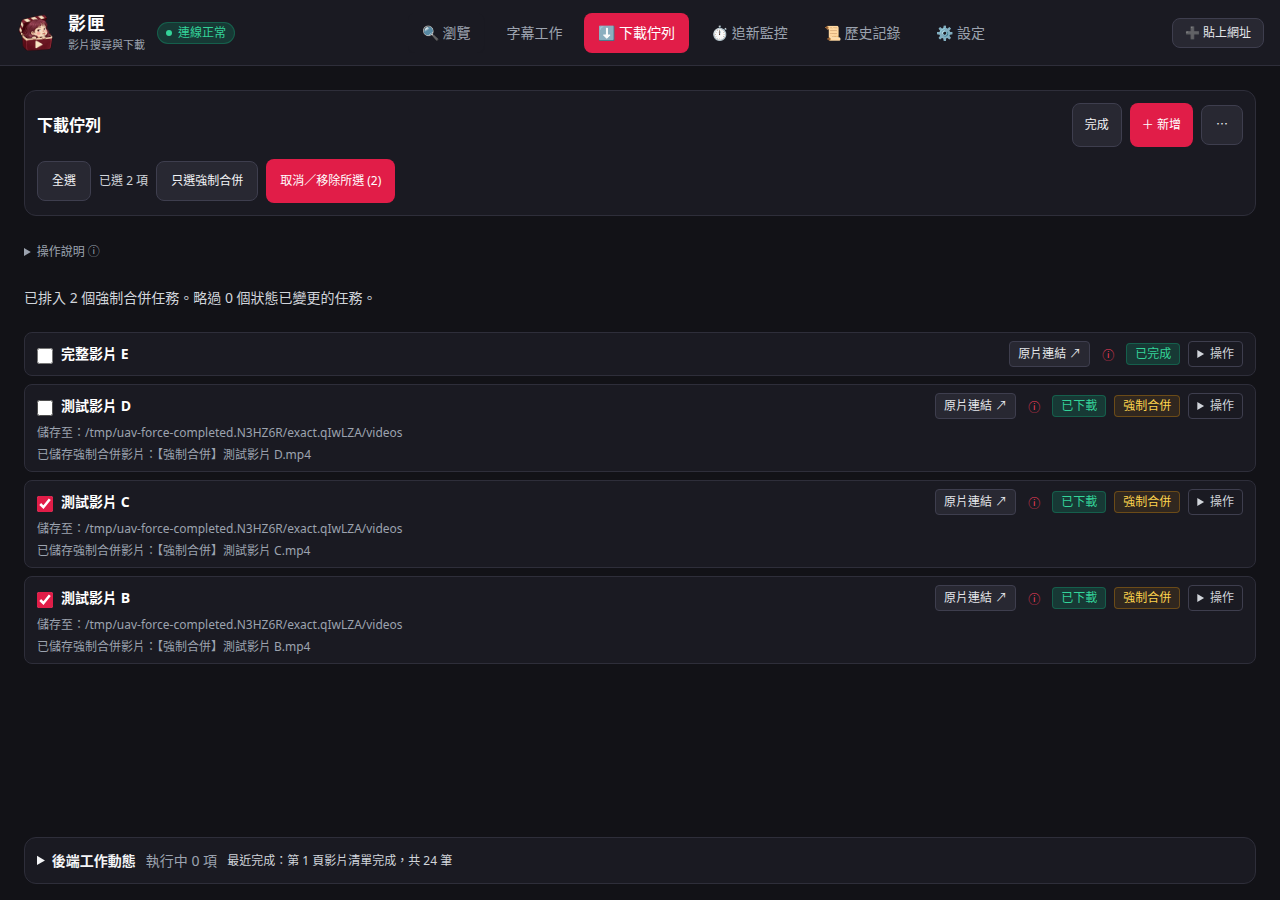 影匣
影片搜尋與下載
連線正常
瀏覽
字幕工作
下載佇列
追新監控
歷史記錄
設定
貼上網址
下載佇列
完成
＋ 新增
⋯
全選
已選 2 項
只選強制合併
取消／移除所選 (2)
▶ 操作說明 ⓘ
已排入 2 個強制合併任務。略過 0 個狀態已變更的任務。
完整影片 E
原片連結 ↗
ⓘ
已完成
▶ 操作
測試影片 D
原片連結 ↗
ⓘ
已下載
強制合併
▶ 操作
儲存至：/tmp/uav-force-completed.N3HZ6R/exact.qIwLZA/videos
已儲存強制合併影片：【強制合併】測試影片 D.mp4
測試影片 C
原片連結 ↗
ⓘ
已下載
強制合併
▶ 操作
儲存至：/tmp/uav-force-completed.N3HZ6R/exact.qIwLZA/videos
已儲存強制合併影片：【強制合併】測試影片 C.mp4
測試影片 B
原片連結 ↗
ⓘ
已下載
強制合併
▶ 操作
儲存至：/tmp/uav-force-completed.N3HZ6R/exact.qIwLZA/videos
已儲存強制合併影片：【強制合併】測試影片 B.mp4
▶ 後端工作動態 執行中 0 項 最近完成：第 1 頁影片清單完成，共 24 筆